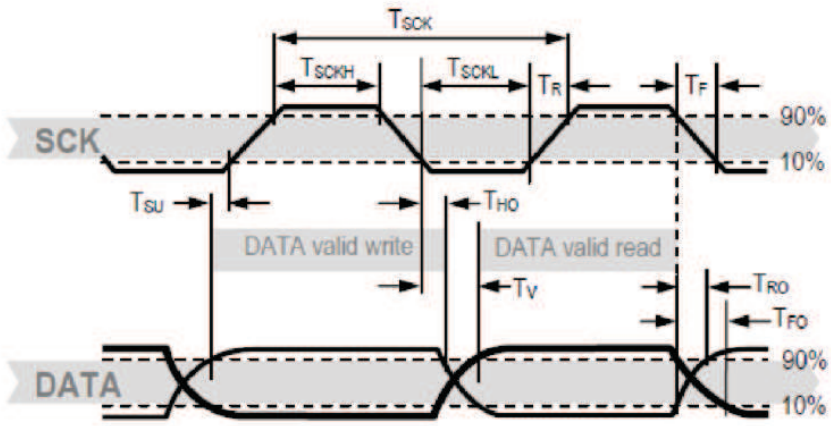 TSCK
TSCKH TSCKL TR TF
90%
SCK
10%
TSU THO
DATA valid write DATA valid read
TV TRO
TFO
90%
DATA
10%